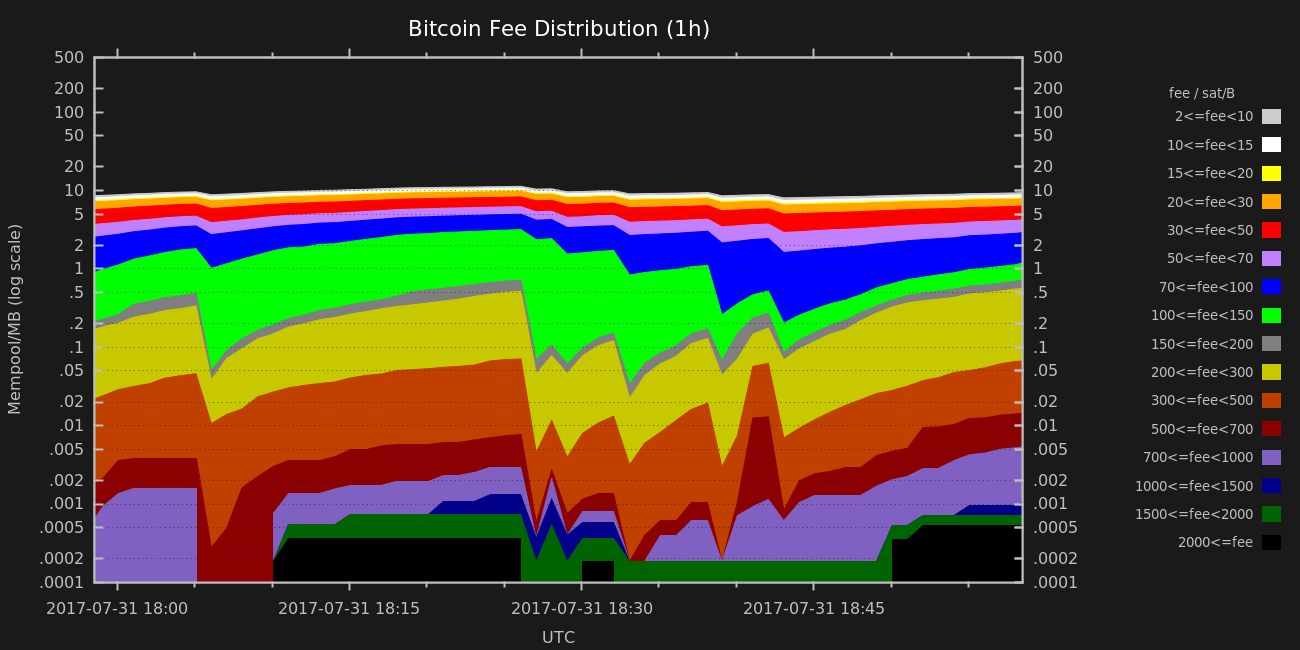 Bitcoin Fee Distribution (1h)
Mempool/MB (log scale)
500
200
100
50
20
10
5
2
1
.5
.2
.1
.05
.02
.01
.005
.002
.001
.0005
.0002
.0001
500
200
100
50
20
10
5
2
1
.5
.2
.1
.05
.02
.01
.005
.002
.001
.0005
.0002
.0001
2017-07-31 18:00 2017-07-31 18:15 2017-07-31 18:30 2017-07-31 18:45
UTC
fee / sat/B
2<=fee<10
10<=fee<15
15<=fee<20
20<=fee<30
30<=fee<50
50<=fee<70
70<=fee<100
100<=fee<150
150<=fee<200
200<=fee<300
300<=fee<500
500<=fee<700
700<=fee<1000
1000<=fee<1500
1500<=fee<2000
2000<=fee